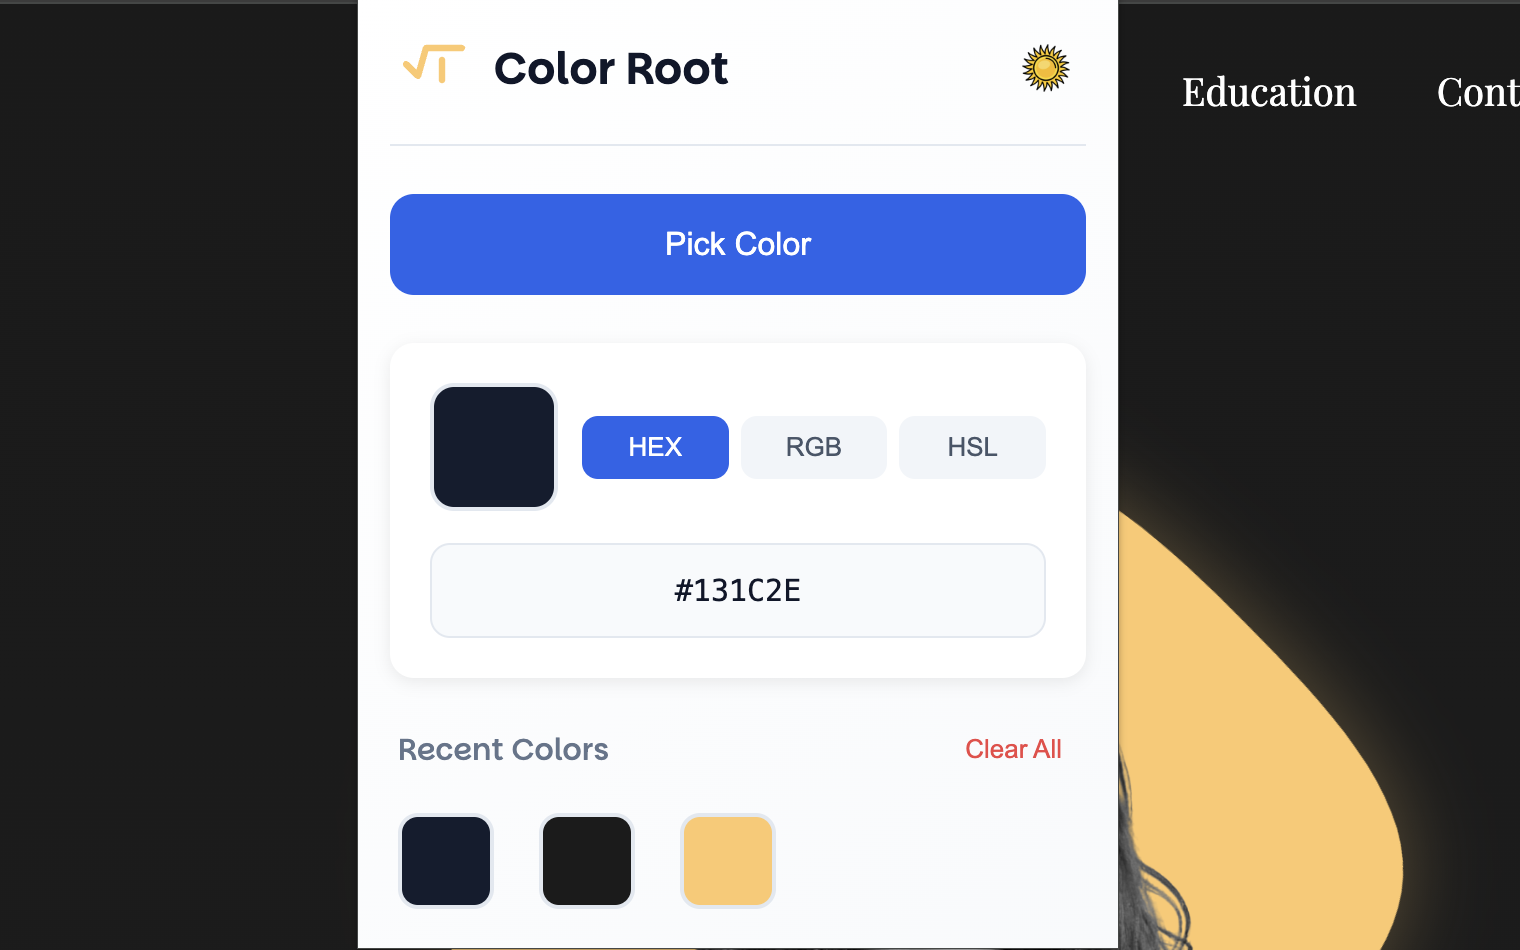 Color Root
Education
Cont
Pick Color
HEX
RGB
HSL
#131C2E
Recent Colors
Clear All